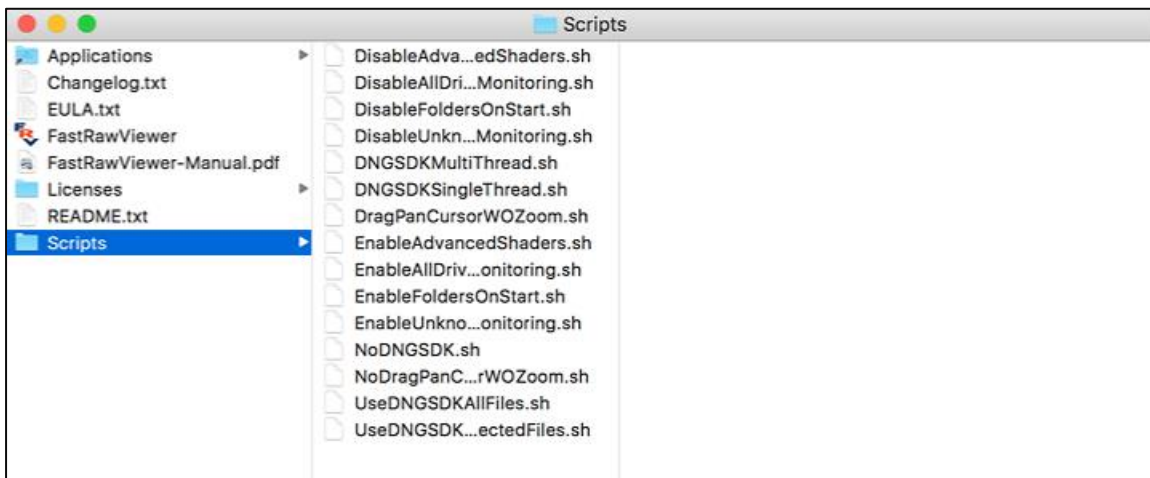 Scripts
Applications
Changelog.txt
EULA.txt
FastRawViewer
FastRawViewer-Manual.pdf
Licenses
README.txt
Scripts
DisableAdva...edShaders.sh
DisableAllDri...Monitoring.sh
DisableFoldersOnStart.sh
DisableUnkn...Monitoring.sh
DNGSDKMultiThread.sh
DNGSDKSingleThread.sh
DragPanCursorWOZoom.sh
EnableAdvancedShaders.sh
EnableAllDriv...onitoring.sh
EnableFoldersOnStart.sh
EnableUnkno...onitoring.sh
NoDNGSDK.sh
NoDragPanC...rWOZoom.sh
UseDNGSDKAllFiles.sh
UseDNGSDK...ectedFiles.sh